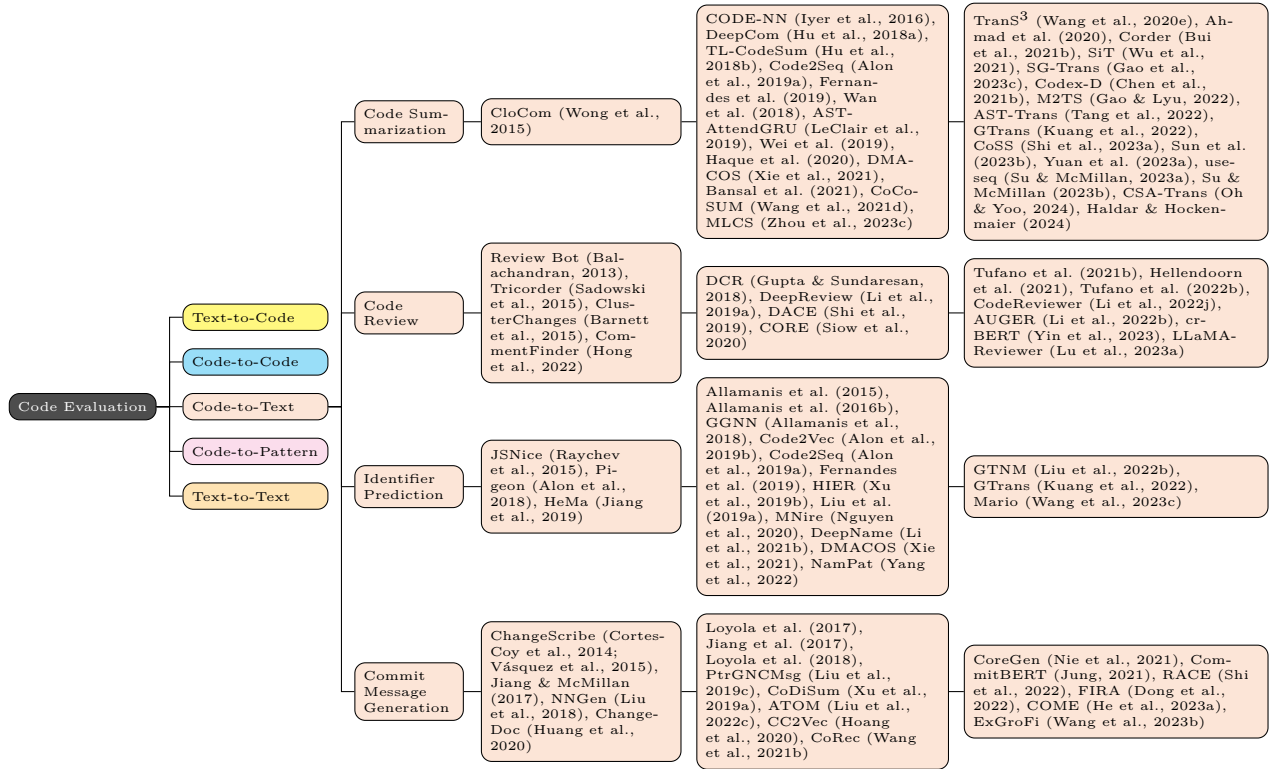 Code Evaluation
Text-to-Code
Code-to-Code
Code-to-Text
Code-to-Pattern
Text-to-Text
Code Sum-
marization
CloCom (Wong et al.,
2015)
CODE-NN (Iyer et al., 2016),
DeepCom (Hu et al., 2018a),
TL-CodeSum (Hu et al.,
2018b), Code2Seq (Alon
et al., 2019a), Fernan-
des et al. (2019), Wan
et al. (2018), AST-
AttendGRU (LeClair et al.,
2019), Wei et al. (2019),
Haque et al. (2020), DMA-
COS (Xie et al., 2021),
Bansal et al. (2021), CoCo-
SUM (Wang et al., 2021d),
MLCS (Zhou et al., 2023c)
TranS³ (Wang et al., 2020e), Ah-
mad et al. (2020), Corder (Bui
et al., 2021b), SiT (Wu et al.,
2021), SG-Trans (Gao et al.,
2023c), Codex-D (Chen et al.,
2021b), M2TS (Gao & Lyu, 2022),
AST-Trans (Tang et al., 2022),
GTrans (Kuang et al., 2022),
CoSS (Shi et al., 2023a), Sun et al.
(2023b), Yuan et al. (2023a), use-
seq (Su & McMillan, 2023a), Su &
McMillan (2023b), CSA-Trans (Oh
& Yoo, 2024), Haldar & Hocken-
maier (2024)
Code
Review
Review Bot (Bal-
achandran, 2013),
Tricorder (Sadowski
et al., 2015), Clus-
terChanges (Barnett
et al., 2015), Com-
mentFinder (Hong
et al., 2022)
DCR (Gupta & Sundaresan,
2018), DeepReview (Li et al.,
2019a), DACE (Shi et al.,
2019), CORE (Siow et al.,
2020)
Tufano et al. (2021b), Hellendoorn
et al. (2021), Tufano et al. (2022b),
CodeReviewer (Li et al., 2022j),
AUGER (Li et al., 2022b), cr-
BERT (Yin et al., 2023), LLaMA-
Reviewer (Lu et al., 2023a)
Identifier
Prediction
JSNice (Raychev
et al., 2015), Pi-
geon (Alon et al.,
2018), HeMa (Jiang
et al., 2019)
Allamanis et al. (2015),
Allamanis et al. (2016b),
GGNN (Allamanis et al.,
2018), Code2Vec (Alon et al.,
2019b), Code2Seq (Alon
et al., 2019a), Fernandes
et al. (2019), HIER (Xu
et al., 2019b), Liu et al.
(2019a), MNire (Nguyen
et al., 2020), DeepName (Li
et al., 2021b), DMACOS (Xie
et al., 2021), NamPat (Yang
et al., 2022)
GTNM (Liu et al., 2022b),
GTrans (Kuang et al., 2022),
Mario (Wang et al., 2023c)
Commit
Message
Generation
ChangeScribe (Cortes-
Coy et al., 2014;
Vásquez et al., 2015),
Jiang & McMillan
(2017), NNGen (Liu
et al., 2018), Change-
Doc (Huang et al.,
2020)
Loyola et al. (2017),
Jiang et al. (2017),
Loyola et al. (2018),
PtrGNCMsg (Liu et al.,
2019c), CoDiSum (Xu et al.,
2019a), ATOM (Liu et al.,
2022c), CC2Vec (Hoang
et al., 2020), CoRec (Wang
et al., 2021b)
CoreGen (Nie et al., 2021), Com-
mitBERT (Jung, 2021), RACE (Shi
et al., 2022), FIRA (Dong et al.,
2022), COME (He et al., 2023a),
ExGroFi (Wang et al., 2023b)